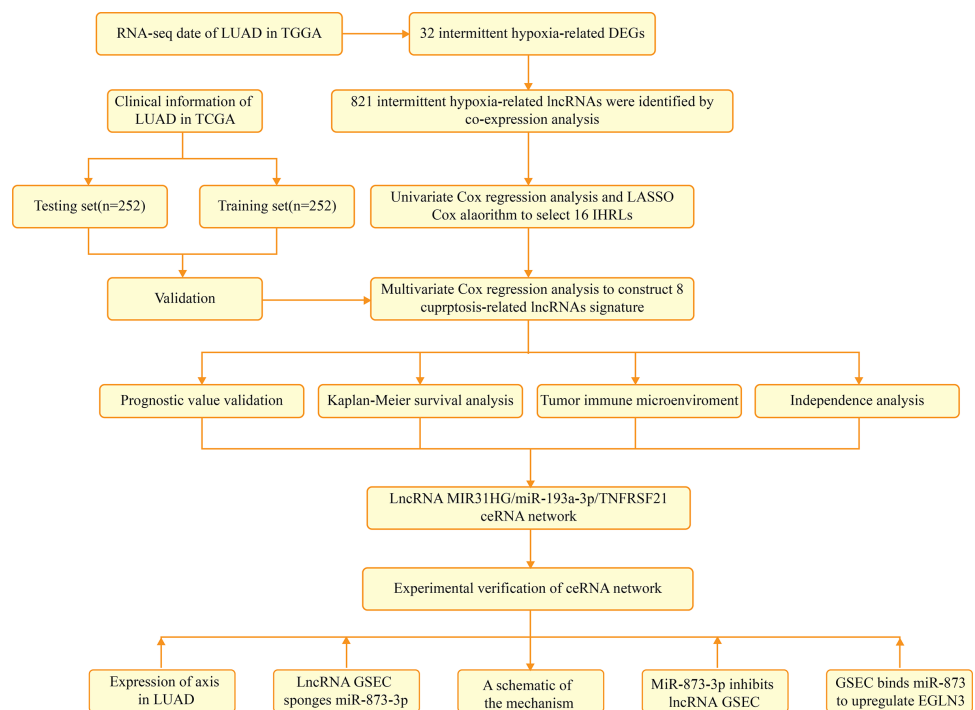 RNA-seq date of LUAD in TGGA
32 intermittent hypoxia-related DEGs
Clinical information of
LUAD in TCGA
821 intermittent hypoxia-related lncRNAs were identified by
co-expression analysis
Testing set(n=252)
Training set(n=252)
Univariate Cox regression analysis and LASSO
Cox alaorithm to select 16 IHRLs
Validation
Multivariate Cox regression analysis to construct 8
cuprptosis-related lncRNAs signature
Prognostic value validation
Kaplan-Meier survival analysis
Tumor immune microenviroment
Independence analysis
LncRNA MIR31HG/miR-193a-3p/TNFRSF21
ceRNA network
Experimental verification of ceRNA network
Expression of axis
in LUAD
LncRNA GSEC
sponges miR-873-3p
A schematic of
the mechanism
MiR-873-3p inhibits
lncRNA GSEC
GSEC binds miR-873
to upregulate EGLN3